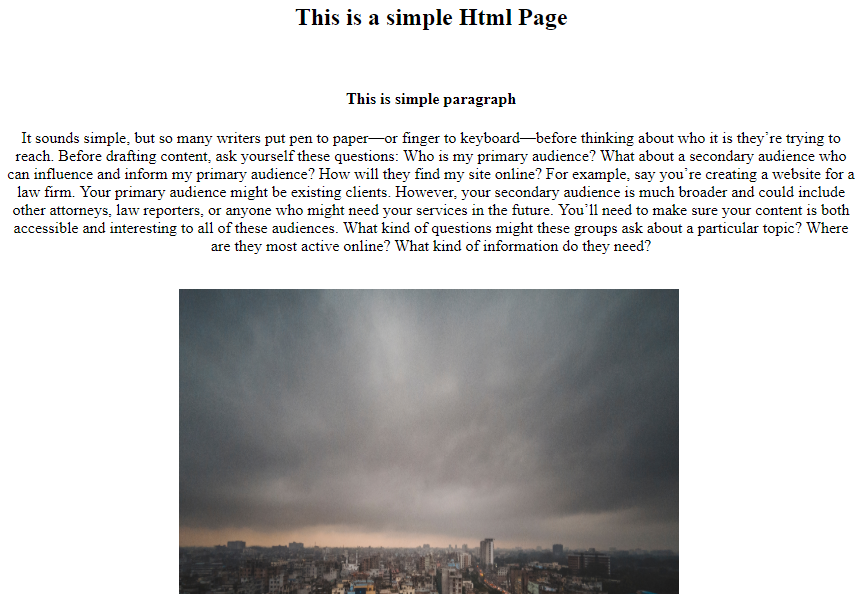 This is a simple Html Page
This is simple paragraph
It sounds simple, but so many writers put pen to paper—or finger to keyboard—before thinking about who it is they’re trying to
reach. Before drafting content, ask yourself these questions: Who is my primary audience? What about a secondary audience who
can influence and inform my primary audience? How will they find my site online? For example, say you’re creating a website for a
law firm. Your primary audience might be existing clients. However, your secondary audience is much broader and could include
other attorneys, law reporters, or anyone who might need your services in the future. You’ll need to make sure your content is both
accessible and interesting to all of these audiences. What kind of questions might these groups ask about a particular topic? Where
are they most active online? What kind of information do they need?